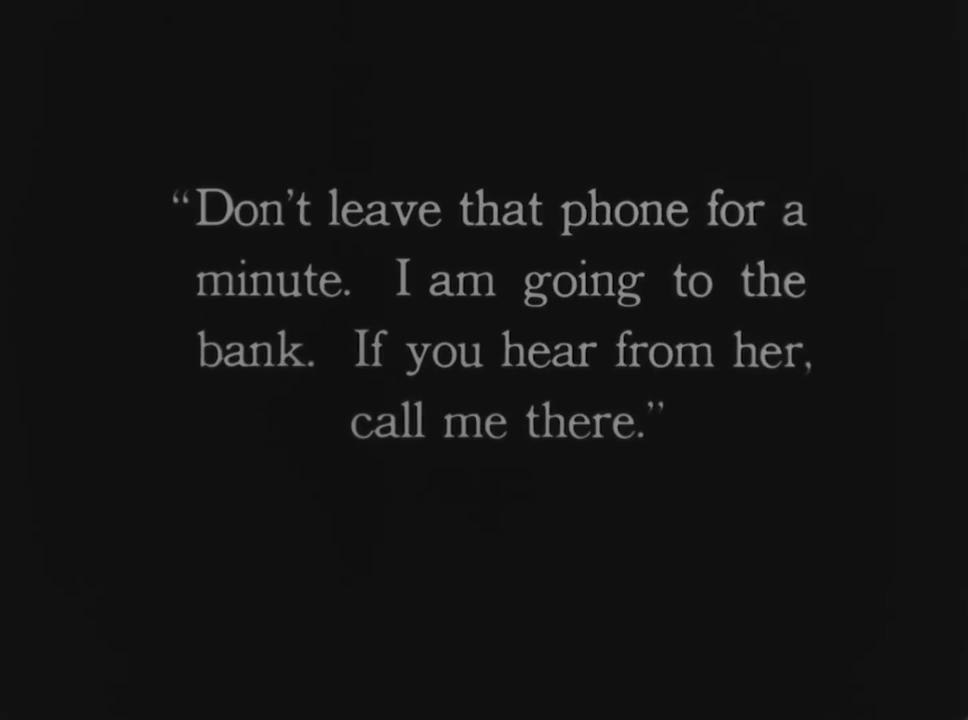 “Don’t leave that phone for a
minute. I am going to the
bank. If you hear from her,
call me there.”